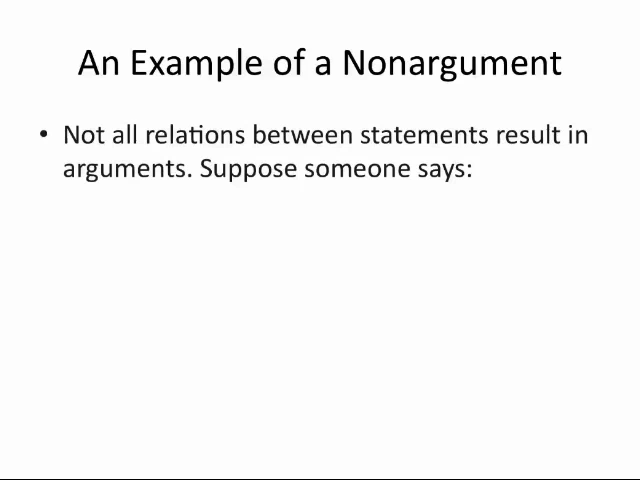 An Example of a Nonargument
• Not all relations between statements result in
arguments. Suppose someone says: